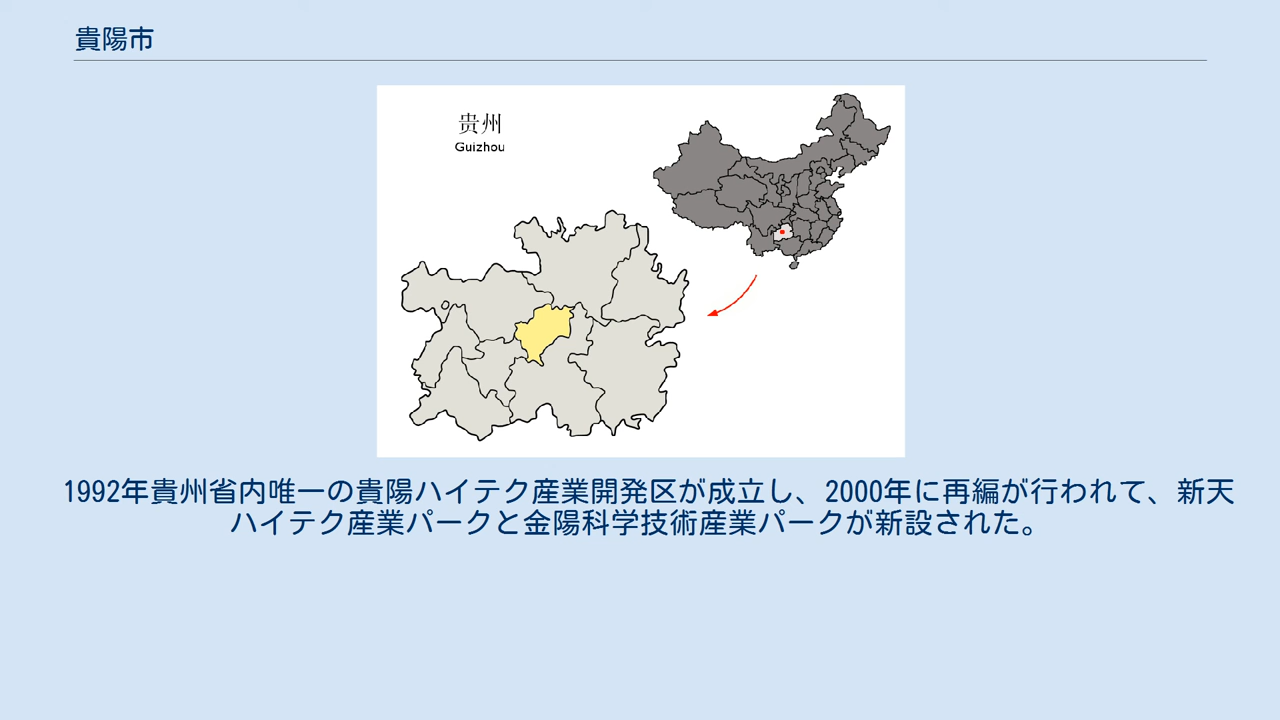 貴陽市
贵州
Guizhou
1992年貴州省内唯一の貴陽ハイテク産業開発区が成立し、2000年に再編が行われて、新天
ハイテク産業パークと金陽科学技術産業パークが新設された。